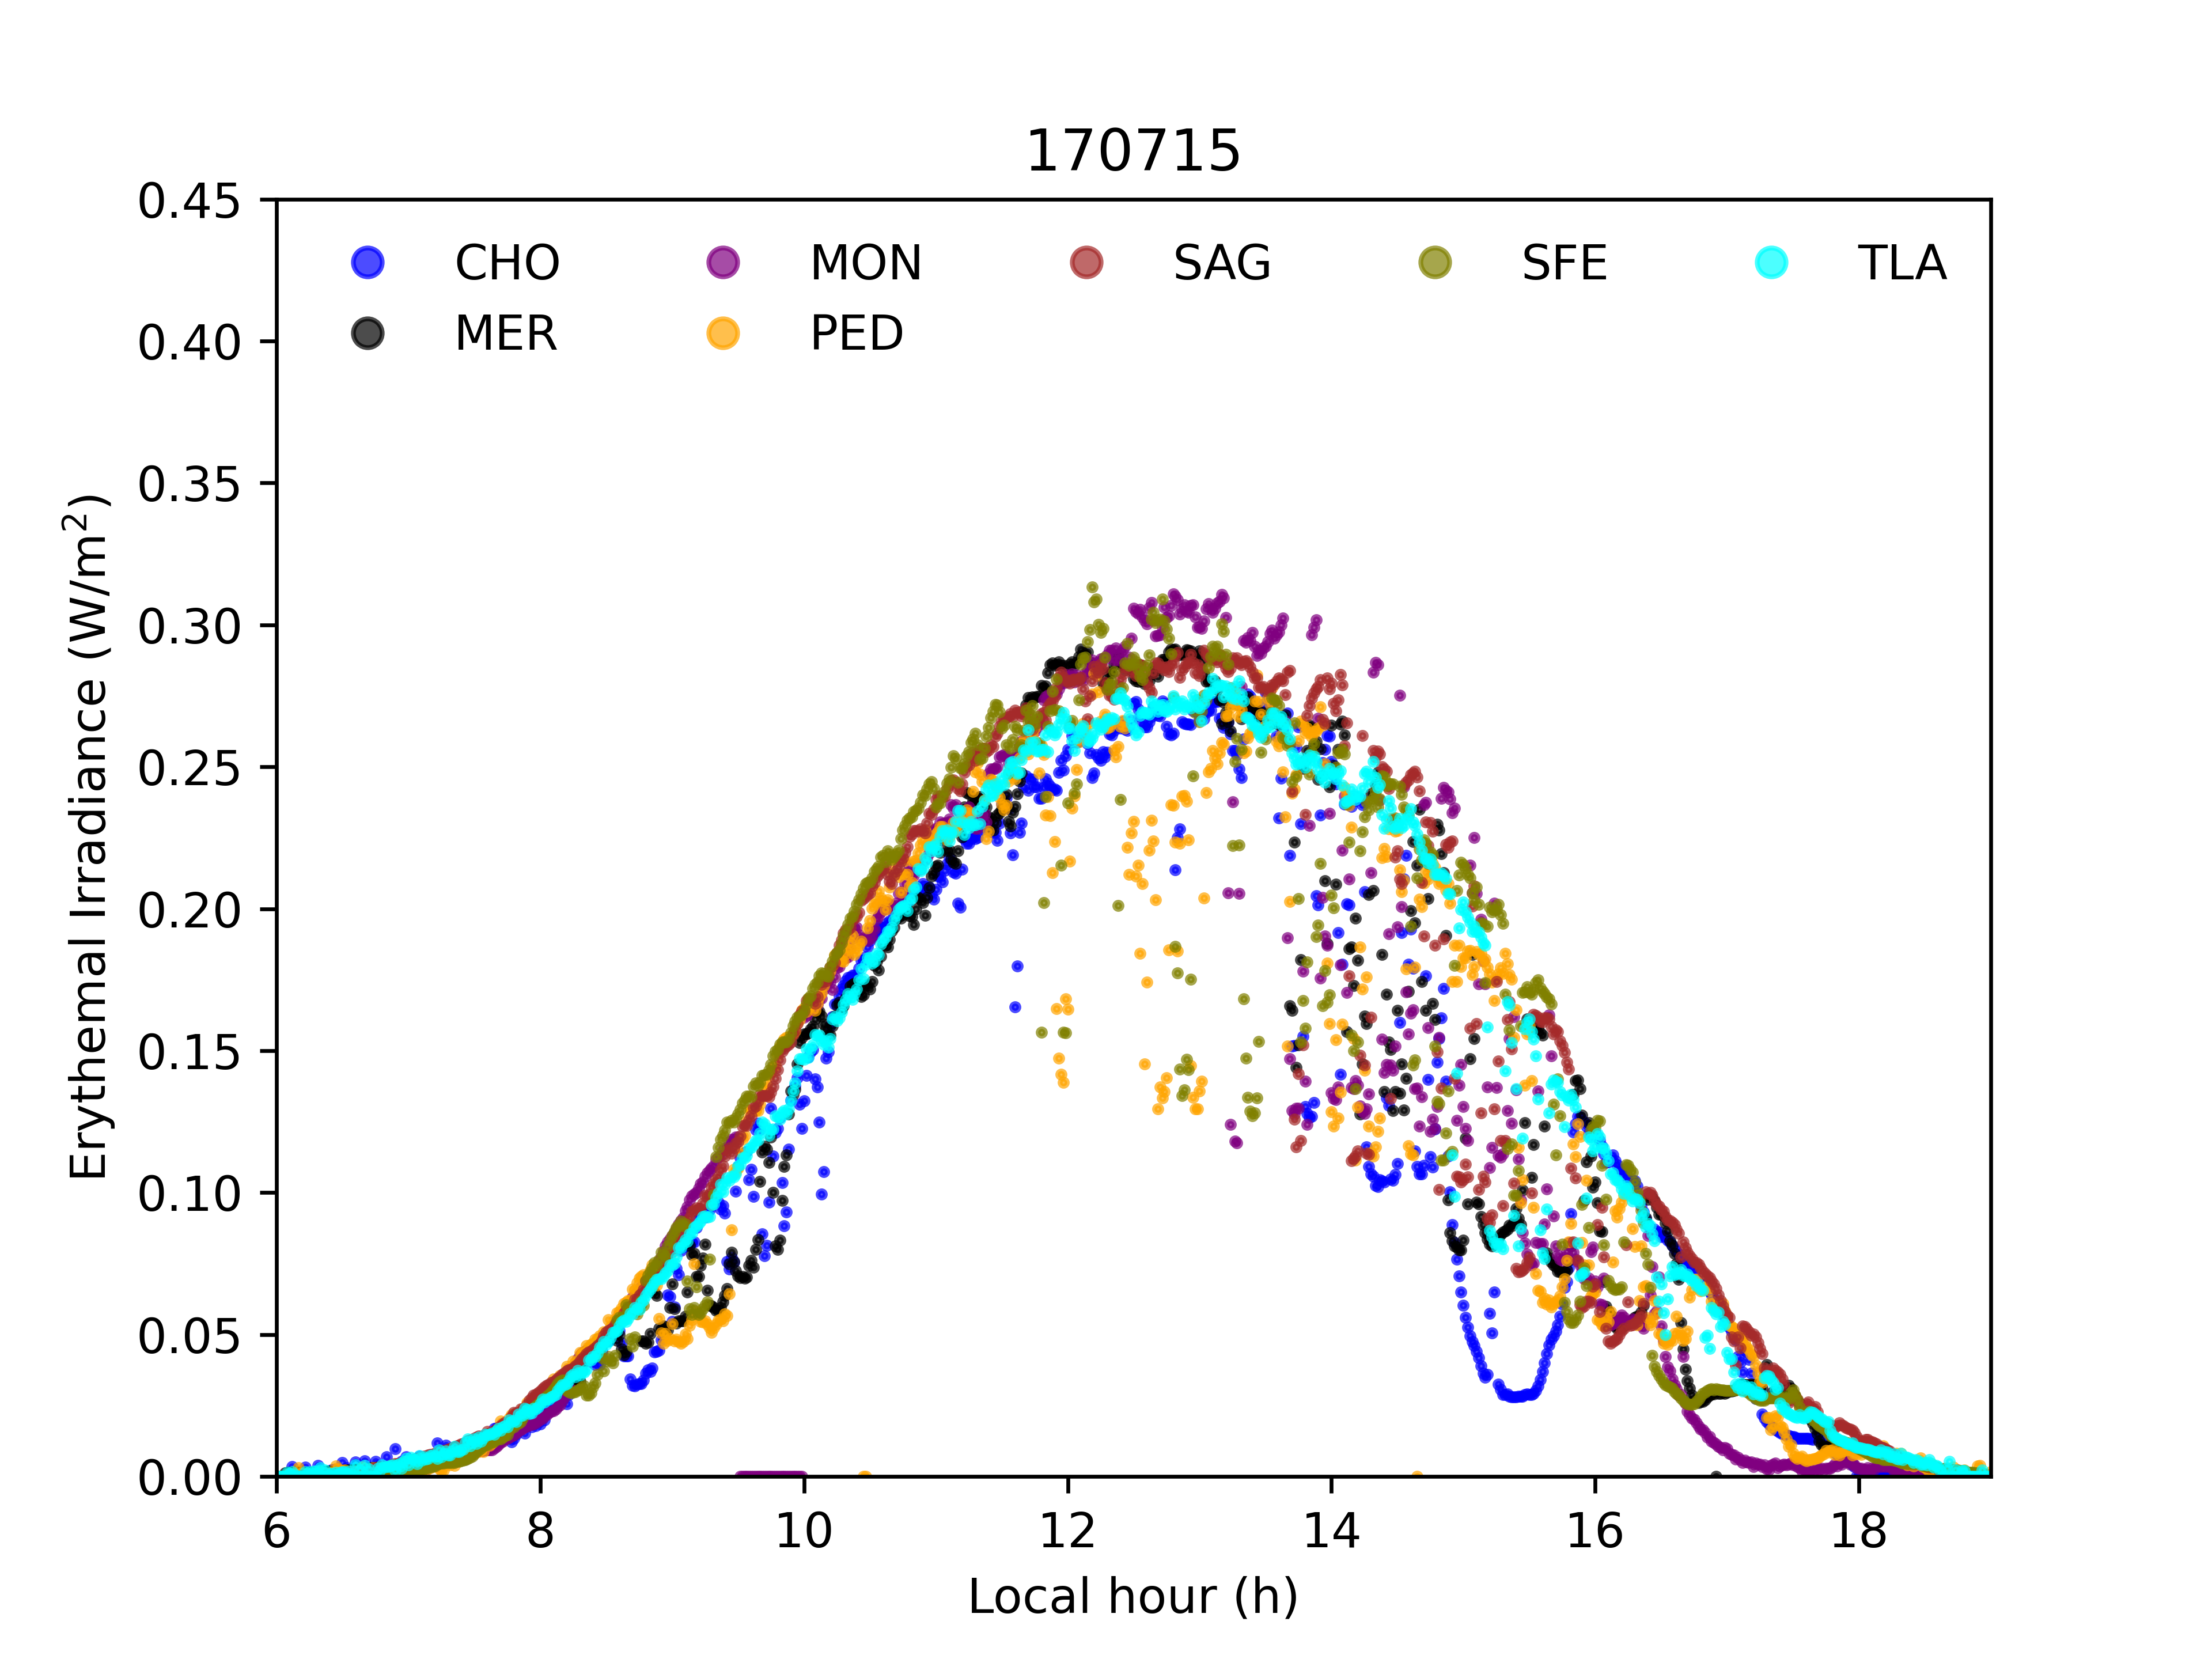 170715
0.45
0.40
0.35
0.30
0.25
0.20
0.15
0.10
0.05
0.00
Erythemal Irradiance (W/m²)
CHO MON SAG SFE TLA
MER PED
6 8 10 12 14 16 18
Local hour (h)